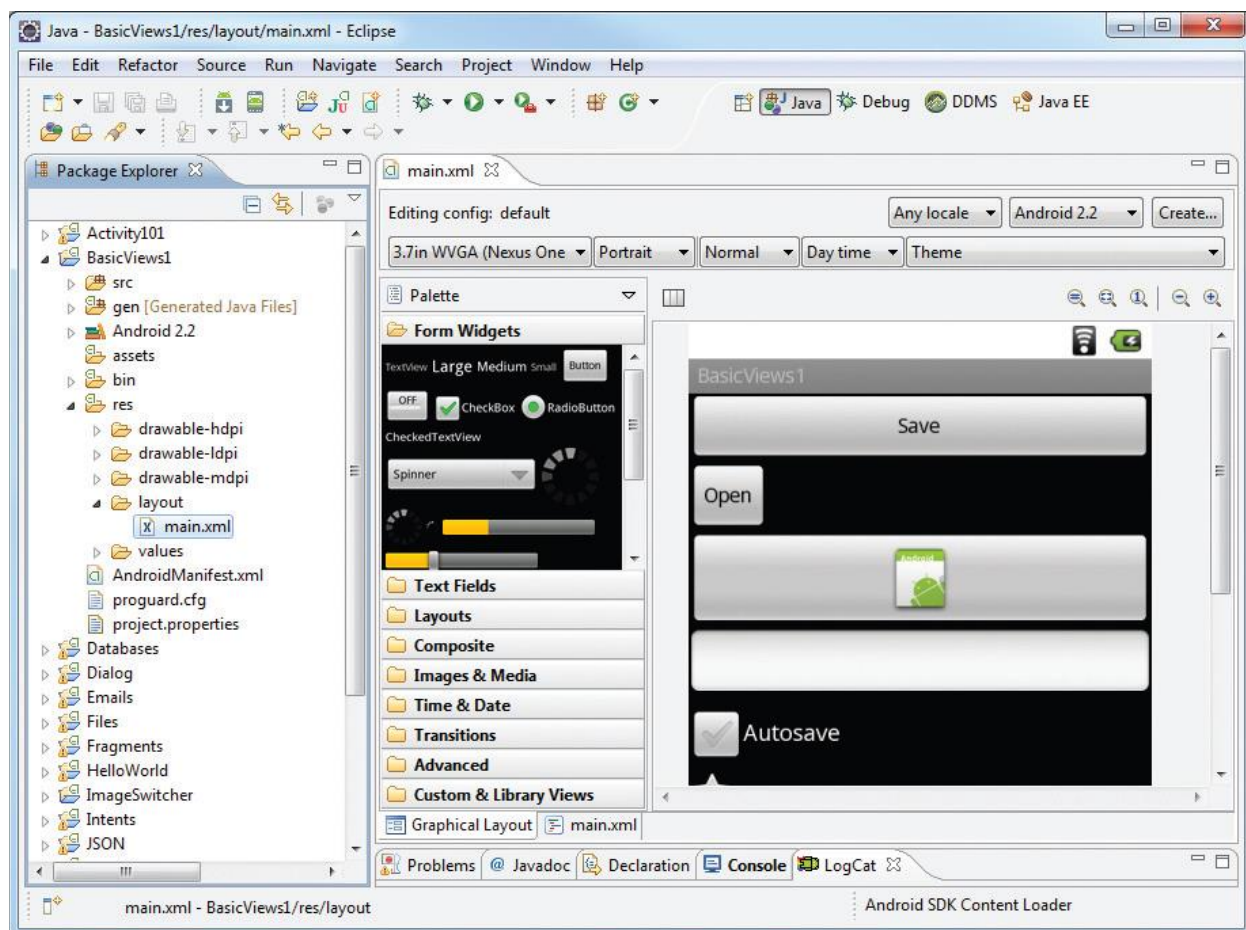 Java - BasicViews1/res/layout/main.xml - Eclipse
File Edit Refactor Source Run Navigate Search Project Window Help
Java Debug DDMS Java EE
Package Explorer
Activity101
BasicViews1
src
gen [Generated Java Files]
Android 2.2
assets
bin
res
drawable-hdpi
drawable-ldpi
drawable-mdpi
layout
main.xml
values
AndroidManifest.xml
proguard.cfg
project.properties
Databases
Dialog
Emails
Files
Fragments
HelloWorld
ImageSwitcher
Intents
JSON
main.xml
Editing config: default
Any locale Android 2.2 Create...
3.7in WVGA (Nexus One Portrait Normal Day time Theme
Palette
Form Widgets
TextView Large Medium Small Button
OFF CheckBox RadioButton
CheckedTextView
Spinner
Text Fields
Layouts
Composite
Images & Media
Time & Date
Transitions
Advanced
Custom & Library Views
BasicViews1
Save
Open
Android
Autosave
Graphical Layout main.xml
Problems @ Javadoc Declaration Console LogCat
main.xml - BasicViews1/res/layout
Android SDK Content Loader